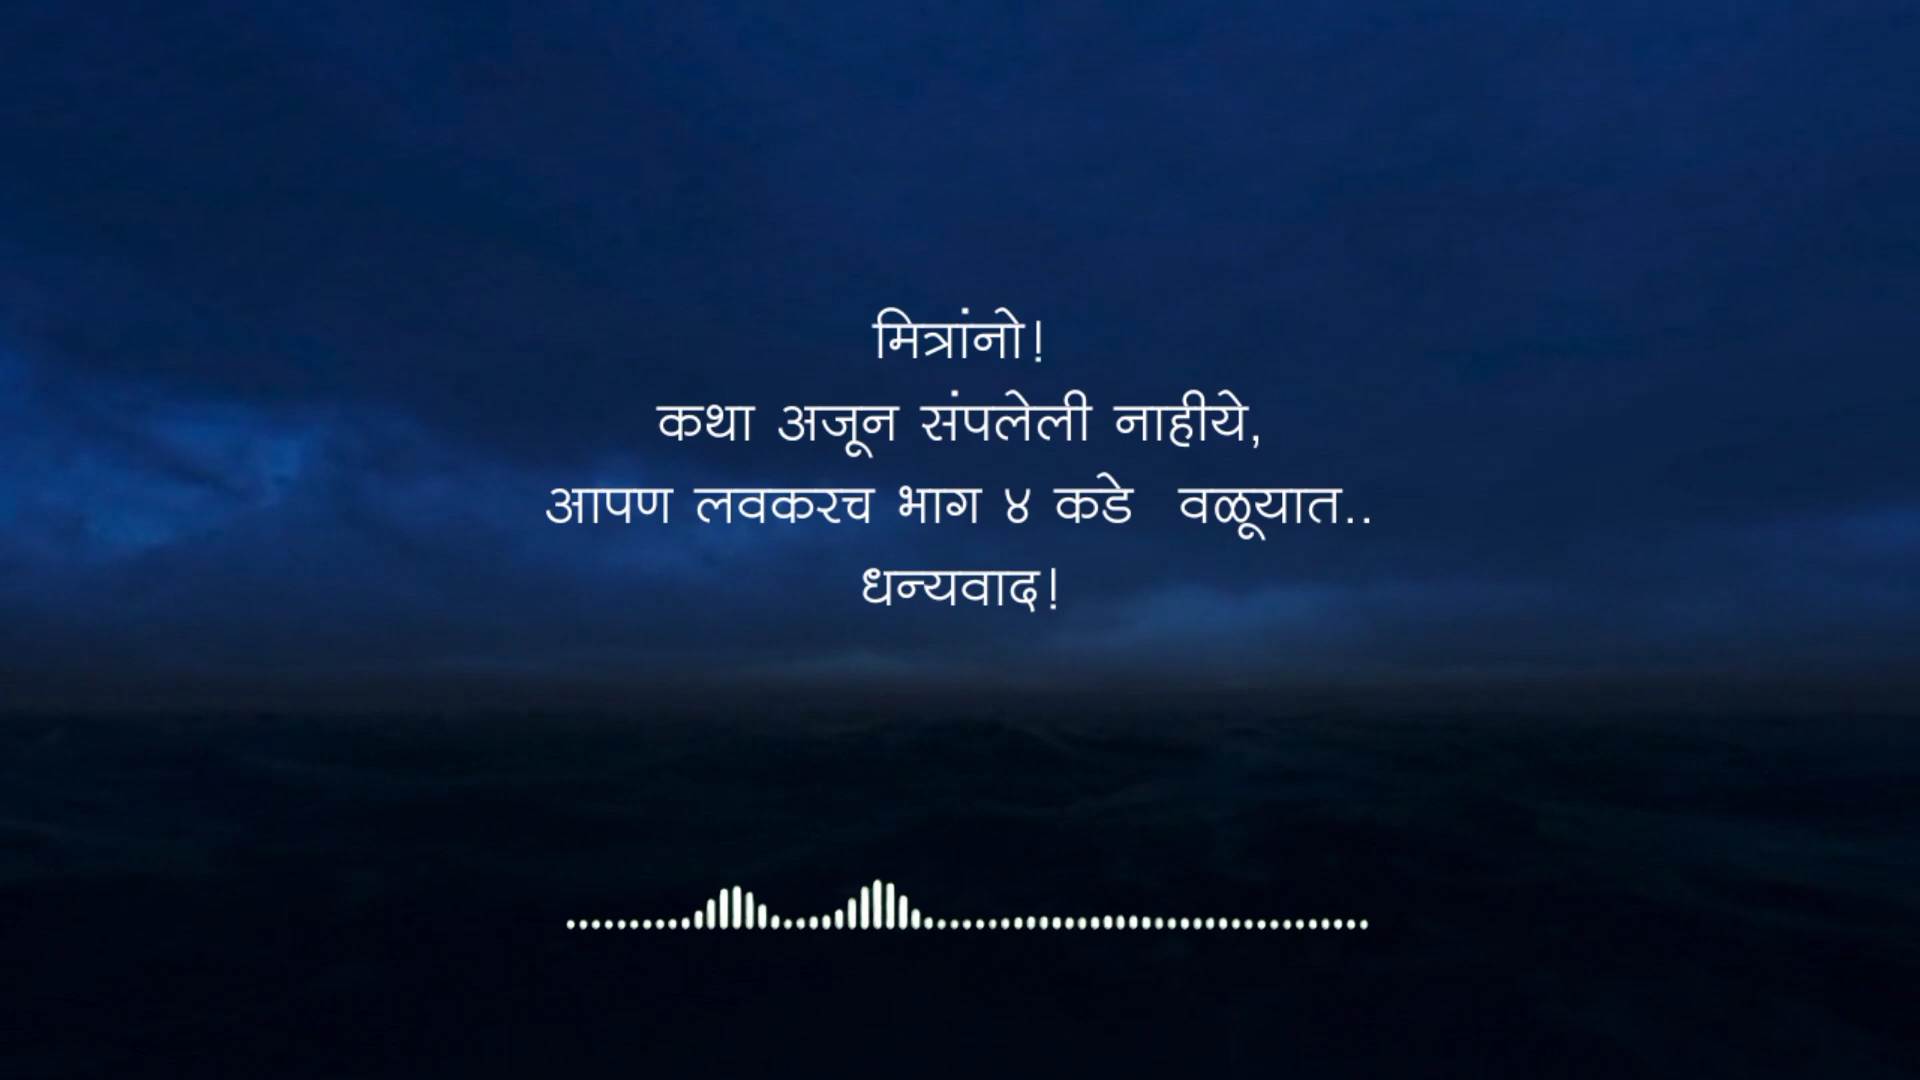 मित्रांनो!
कथा अजून संपलेली नाहीये,
आपण लवकरच भाग ४ कडे वळूयात..
धन्यवाद!